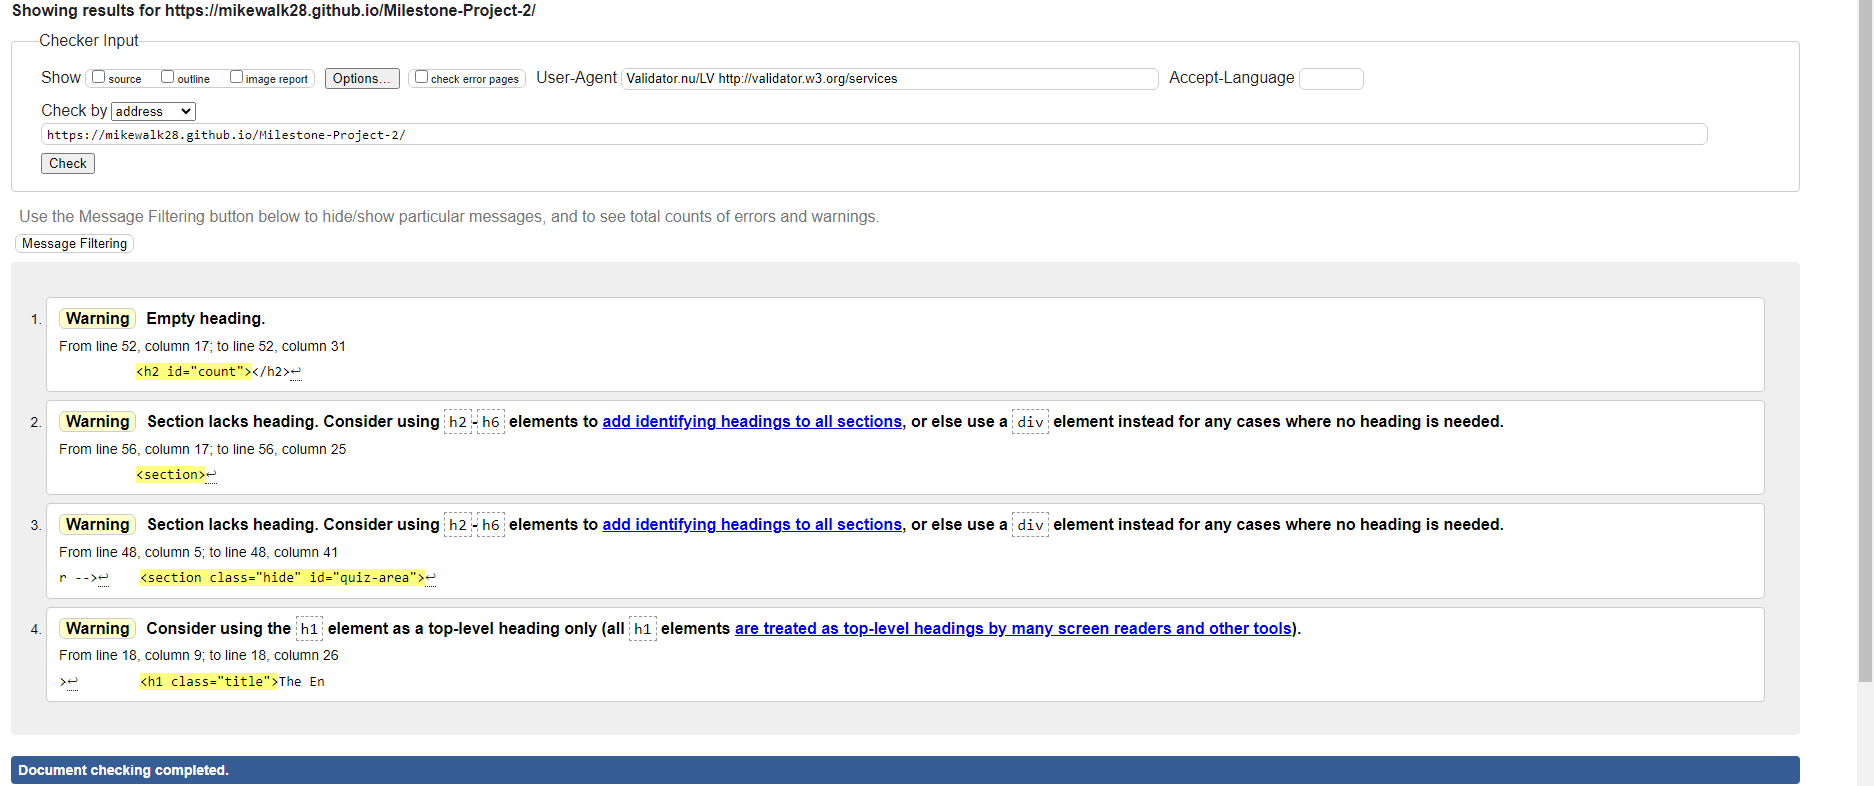 Showing results for https://mikewalk28.github.io/Milestone-Project-2/
Checker Input
Show source outline image report Options... check error pages User-Agent Validator.nu/LV http://validator.w3.org/services Accept-Language
Check by address
https://mikewalk28.github.io/Milestone-Project-2/
Check
Use the Message Filtering button below to hide/show particular messages, and to see total counts of errors and warnings.
Message Filtering
1. Warning Empty heading.
From line 52, column 17; to line 52, column 31
<h2 id="count"></h2>↩
2. Warning Section lacks heading. Consider using h2-h6 elements to add identifying headings to all sections, or else use a div element instead for any cases where no heading is needed.
From line 56, column 17; to line 56, column 25
<section>↩
3. Warning Section lacks heading. Consider using h2-h6 elements to add identifying headings to all sections, or else use a div element instead for any cases where no heading is needed.
From line 48, column 5; to line 48, column 41
r -->↩ <section class="hide" id="quiz-area">↩
4. Warning Consider using the h1 element as a top-level heading only (all h1 elements are treated as top-level headings by many screen readers and other tools).
From line 18, column 9; to line 18, column 26
>↩ <h1 class="title">The En
Document checking completed.